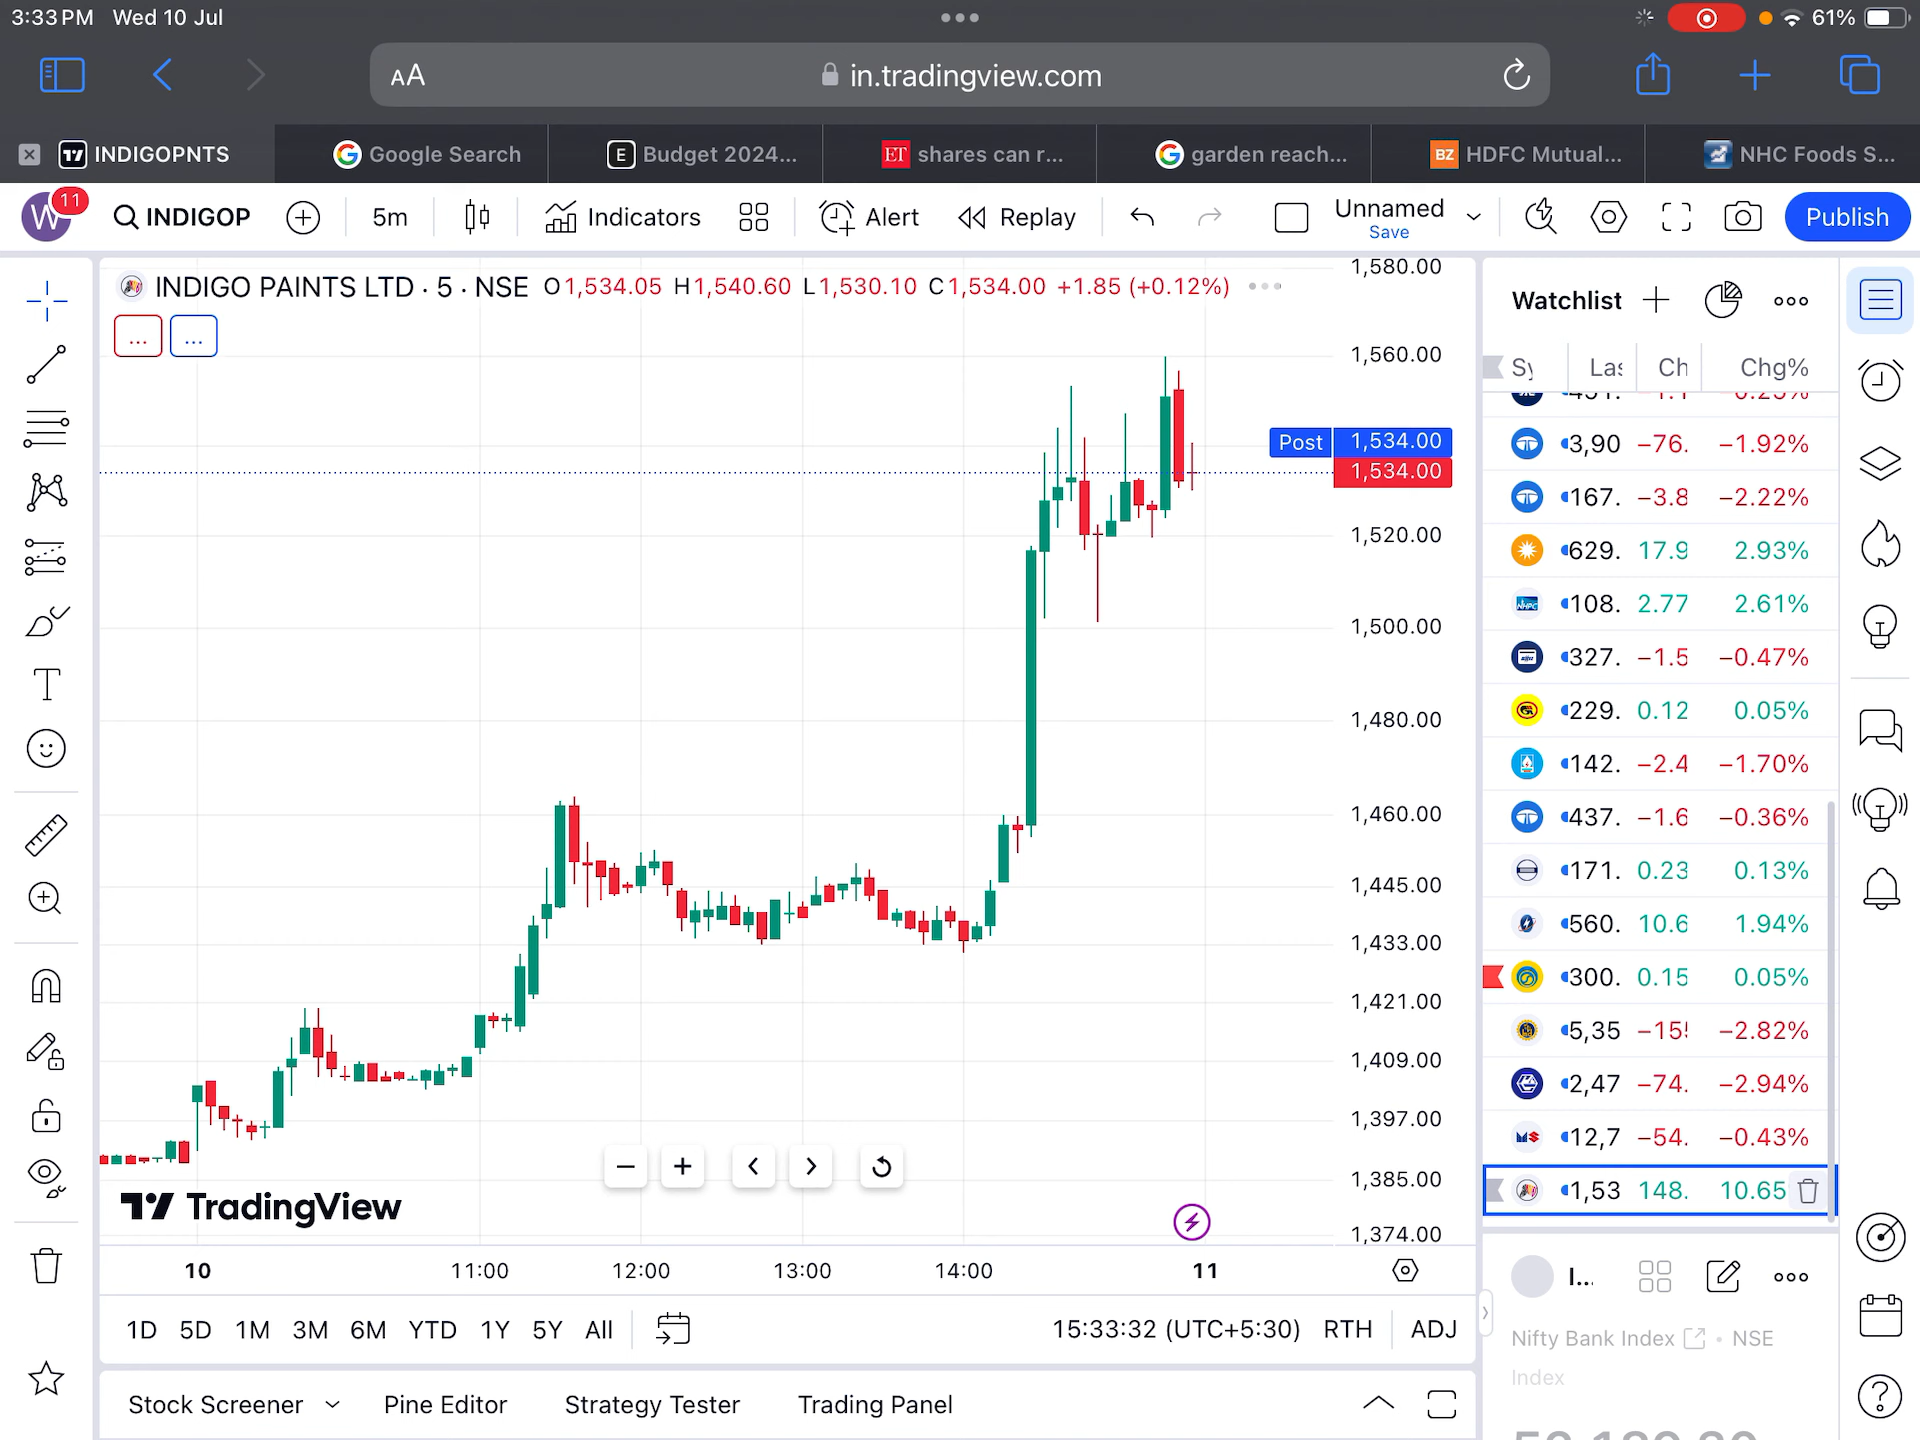 3:33 PM Wed 10 Jul
61%
AA in.tradingview.com
INDIGOPNTS
Google Search
E Budget 2024...
ET shares can r...
garden reach...
BZ HDFC Mutual...
NHC Foods S...
W 11
INDIGOP
5m
Indicators
Alert
Replay
Unnamed
Save
Publish
INDIGO PAINTS LTD · 5 · NSE O1,534.05 H1,540.60 L1,530.10 C1,534.00 +1.85 (+0.12%)
...
...
1,580.00
1,560.00
Post 1,534.00
1,534.00
1,520.00
1,500.00
1,480.00
1,460.00
1,445.00
1,433.00
1,421.00
1,409.00
1,397.00
1,385.00
1,374.00
TradingView
10 11:00 12:00 13:00 14:00 11
1D 5D 1M 3M 6M YTD 1Y 5Y All
15:33:32 (UTC+5:30) RTH ADJ
Stock Screener
Pine Editor
Strategy Tester
Trading Panel
Watchlist
Chg%
3,90 −76. −1.92%
167. −3.8 −2.22%
629. 17.9 2.93%
108. 2.77 2.61%
327. −1.5 −0.47%
229. 0.12 0.05%
142. −2.4 −1.70%
437. −1.6 −0.36%
171. 0.23 0.13%
560. 10.6 1.94%
300. 0.15 0.05%
5,35 −2.82%
2,47 −74. −2.94%
12,7 −54. −0.43%
1,53 148. 10.65
I...
Nifty Bank Index • NSE
Index